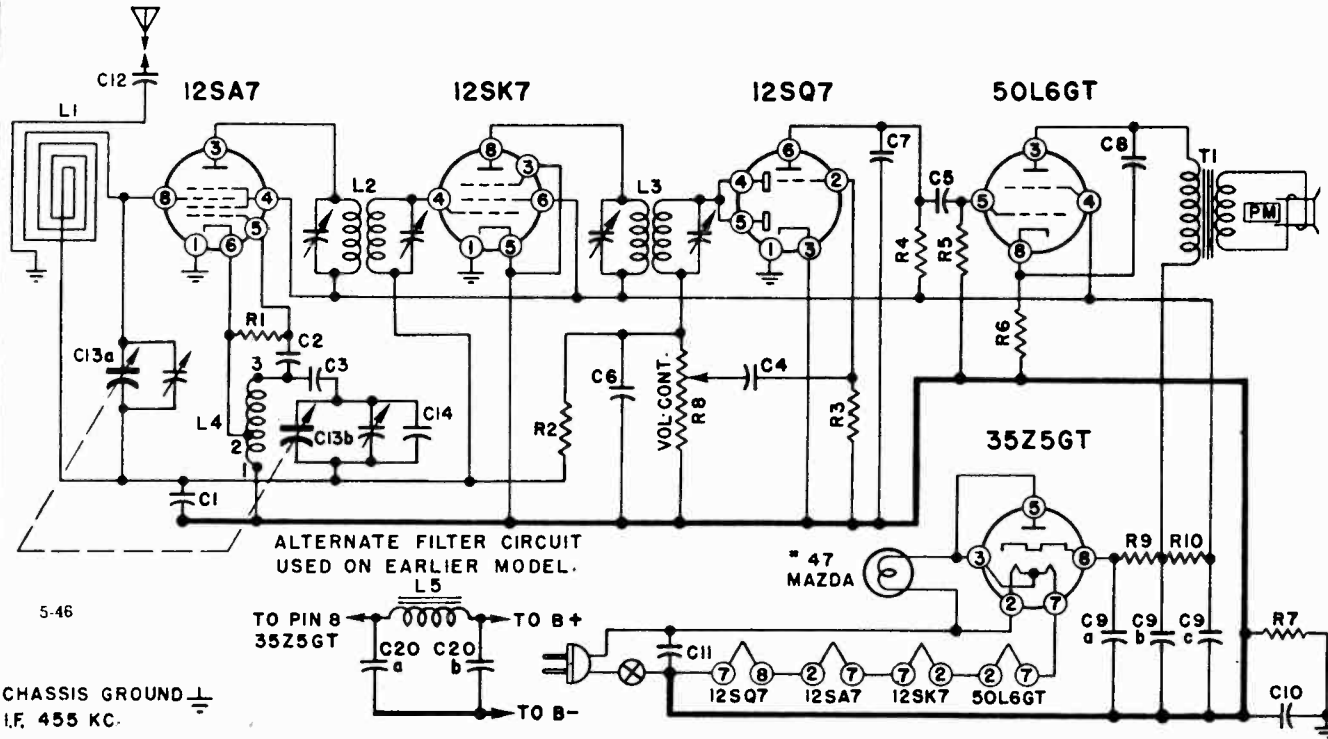 C12
L1
12SA7
12SK7
12SQ7
50L6GT
3
8
4
5
1
6
L2
8
3
4
6
1
5
L3
6
4
2
5
1
3
C7
C5
R4
R5
3
5
4
8
C8
T1
PM
R6
R1
C2
C3
3
C13a
L4
2
1
C13b
C14
C1
R2
C6
VOL. CONT.
R8
C4
R3
35Z5GT
5
3
8
2
7
R9
R10
ALTERNATE FILTER CIRCUIT
USED ON EARLIER MODEL.
L5
TO PIN 8
35Z5GT
TO B+
C20
a
C20
b
TO B-
5-46
CHASSIS GROUND
I.F. 455 KC.
"47
MAZDA
C11
7 8
12SQ7
2 7
12SA7
7 2
12SK7
2 7
50L6GT
C9
a
C9
b
C9
c
R7
C10